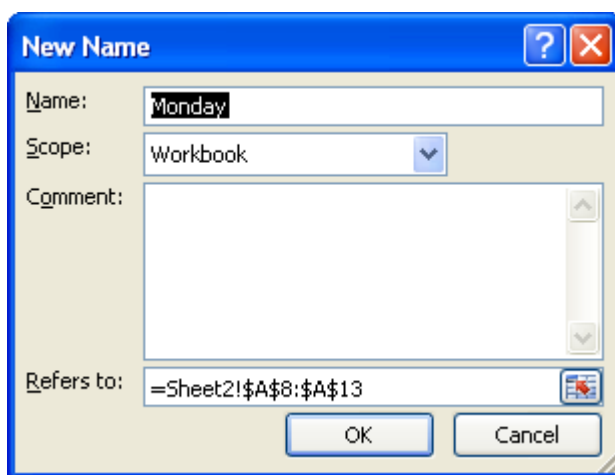 New Name
Name: Monday
Scope: Workbook
Comment:
Refers to: =Sheet2!$A$8:$A$13
OK Cancel